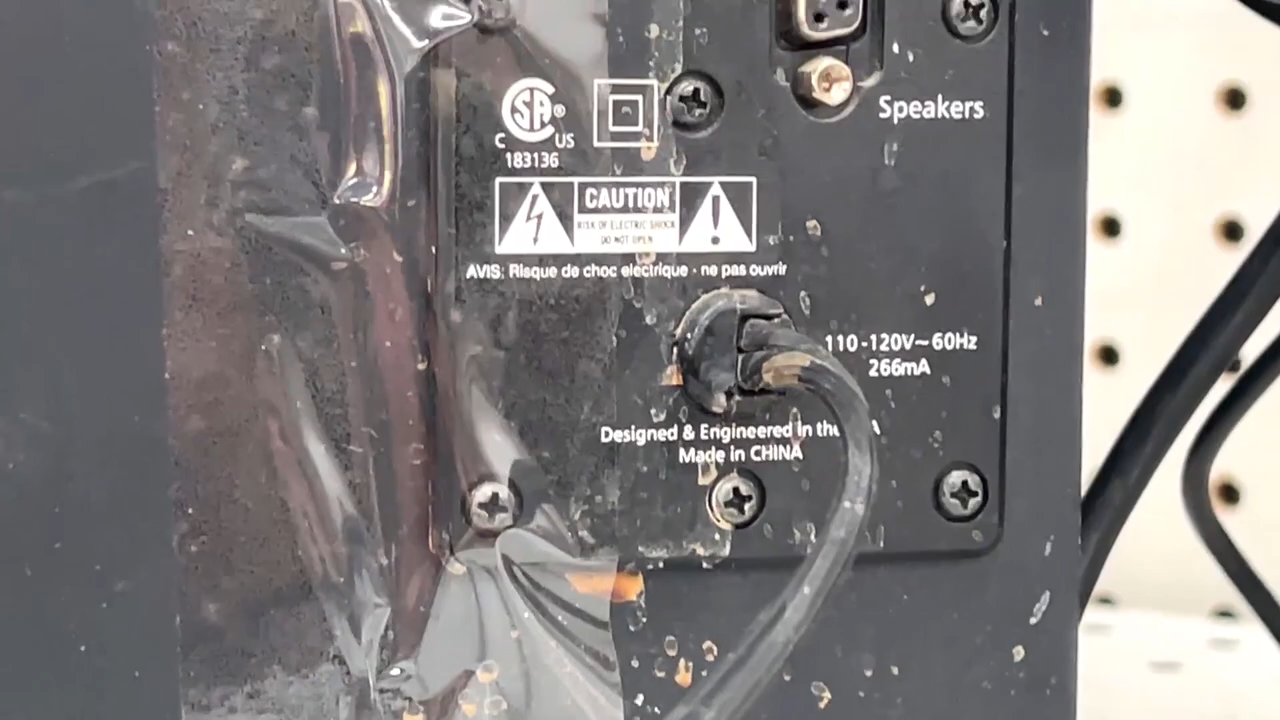 Speakers
CSA®
C US
183136
CAUTION
RISK OF ELECTRIC SHOCK
DO NOT OPEN
AVIS: Risque de choc electrique - ne pas ouvrir
110-120V~60Hz
266mA
Designed & Engineered in the
Made in CHINA